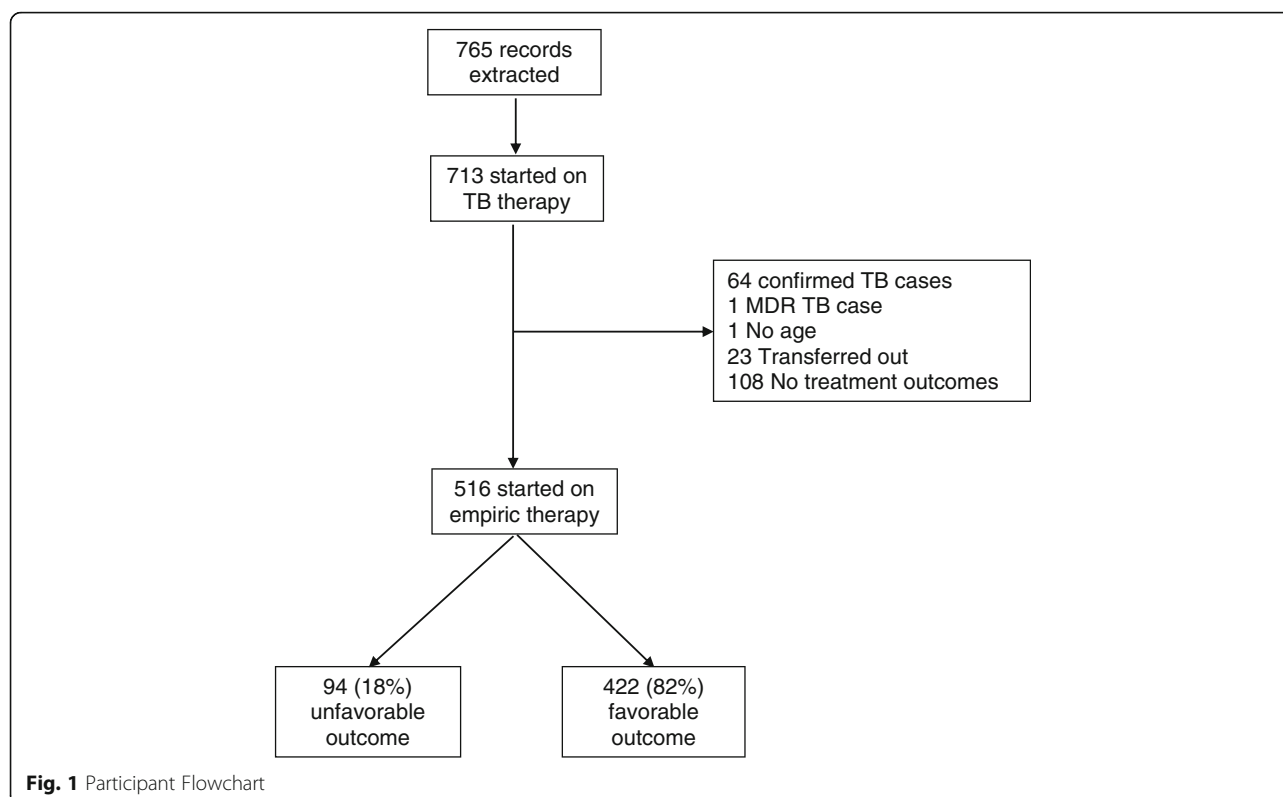 765 records
extracted
713 started on
TB therapy
64 confirmed TB cases
1 MDR TB case
1 No age
23 Transferred out
108 No treatment outcomes
516 started on
empiric therapy
94 (18%)
unfavorable
outcome
422 (82%)
favorable
outcome
Fig. 1 Participant Flowchart